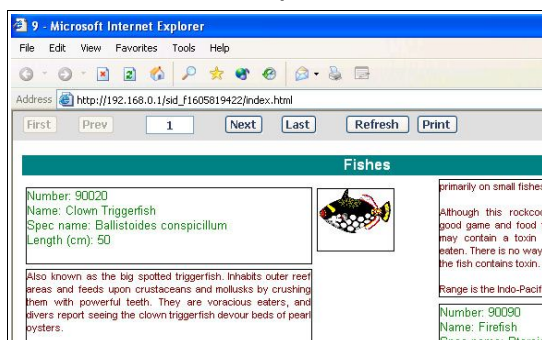 9 - Microsoft Internet Explorer
File Edit View Favorites Tools Help
Address http://192.168.0.1/sid_f1605819422/index.html
First Prev 1 Next Last Refresh Print
Fishes
Number: 90020
Name: Clown Triggerfish
Spec name: Ballistoides conspicillum
Length (cm): 50
Also known as the big spotted triggerfish. Inhabits outer reef
areas and feeds upon crustaceans and mollusks by crushing
them with powerful teeth. They are voracious eaters, and
divers report seeing the clown triggerfish devour beds of pearl
oysters.
primarily on small fishes
Although this rockco
good game and food
may contain a toxin
eaten. There is no way
the fish contains toxin.
Range is the Indo-Pacif
Number: 90090
Name: Firefish